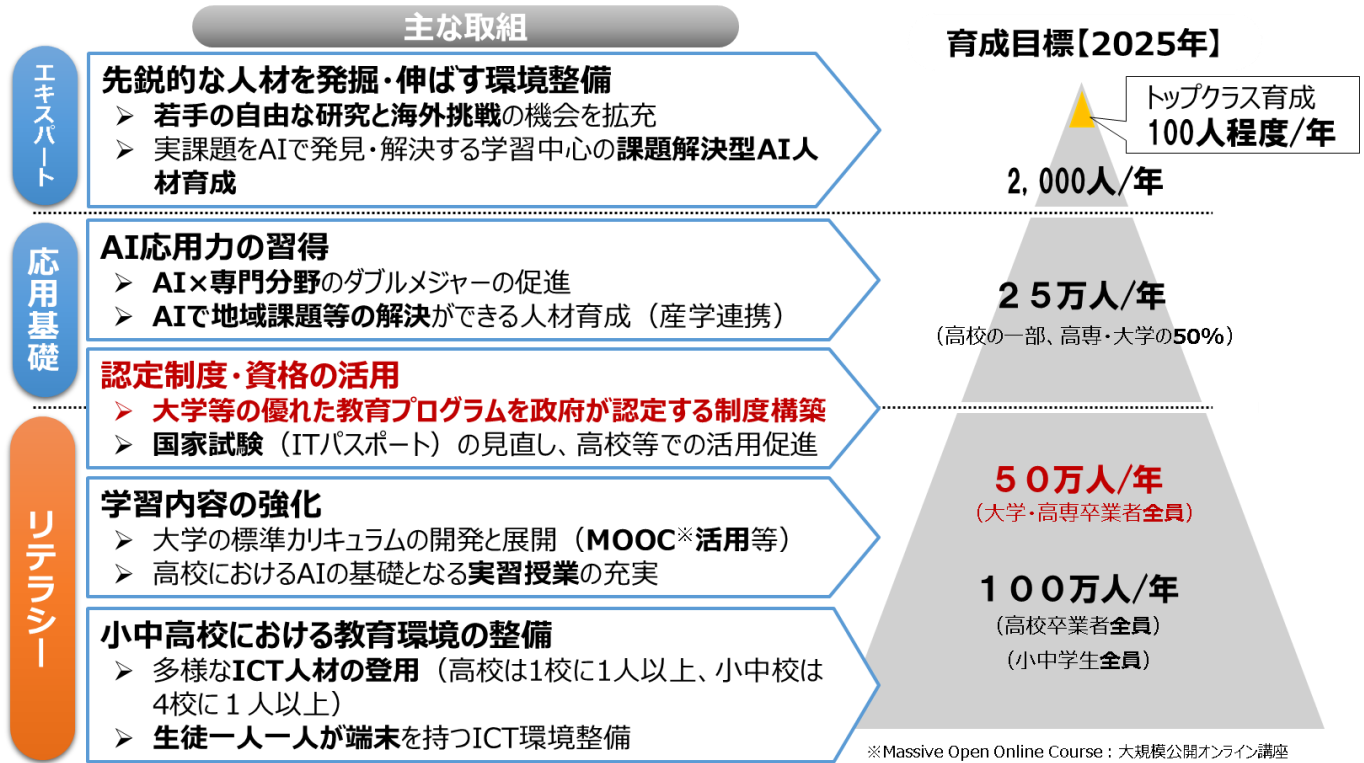 主な取組
育成目標【2025年】
エキスパート
先鋭的な人材を発掘・伸ばす環境整備
➢ 若手の自由な研究と海外挑戦の機会を拡充
➢ 実課題をAIで発見・解決する学習中心の課題解決型AI人
材育成
トップクラス育成
100人程度/年
2,000人/年
応用基礎
AI応用力の習得
➢ AI×専門分野のダブルメジャーの促進
➢ AIで地域課題等の解決ができる人材育成（産学連携）
２５万人/年
（高校の一部、高専・大学の50%）
認定制度・資格の活用
➢ 大学等の優れた教育プログラムを政府が認定する制度構築
➢ 国家試験（ITパスポート）の見直し、高校等での活用促進
リテラシー
学習内容の強化
➢ 大学の標準カリキュラムの開発と展開（MOOC※活用等）
➢ 高校におけるAIの基礎となる実習授業の充実
５０万人/年
（大学・高専卒業者全員）
小中高校における教育環境の整備
➢ 多様なICT人材の登用（高校は1校に1人以上、小中校は
4校に１人以上）
➢ 生徒一人一人が端末を持つICT環境整備
１００万人/年
（高校卒業者全員）
（小中学生全員）
※Massive Open Online Course：大規模公開オンライン講座